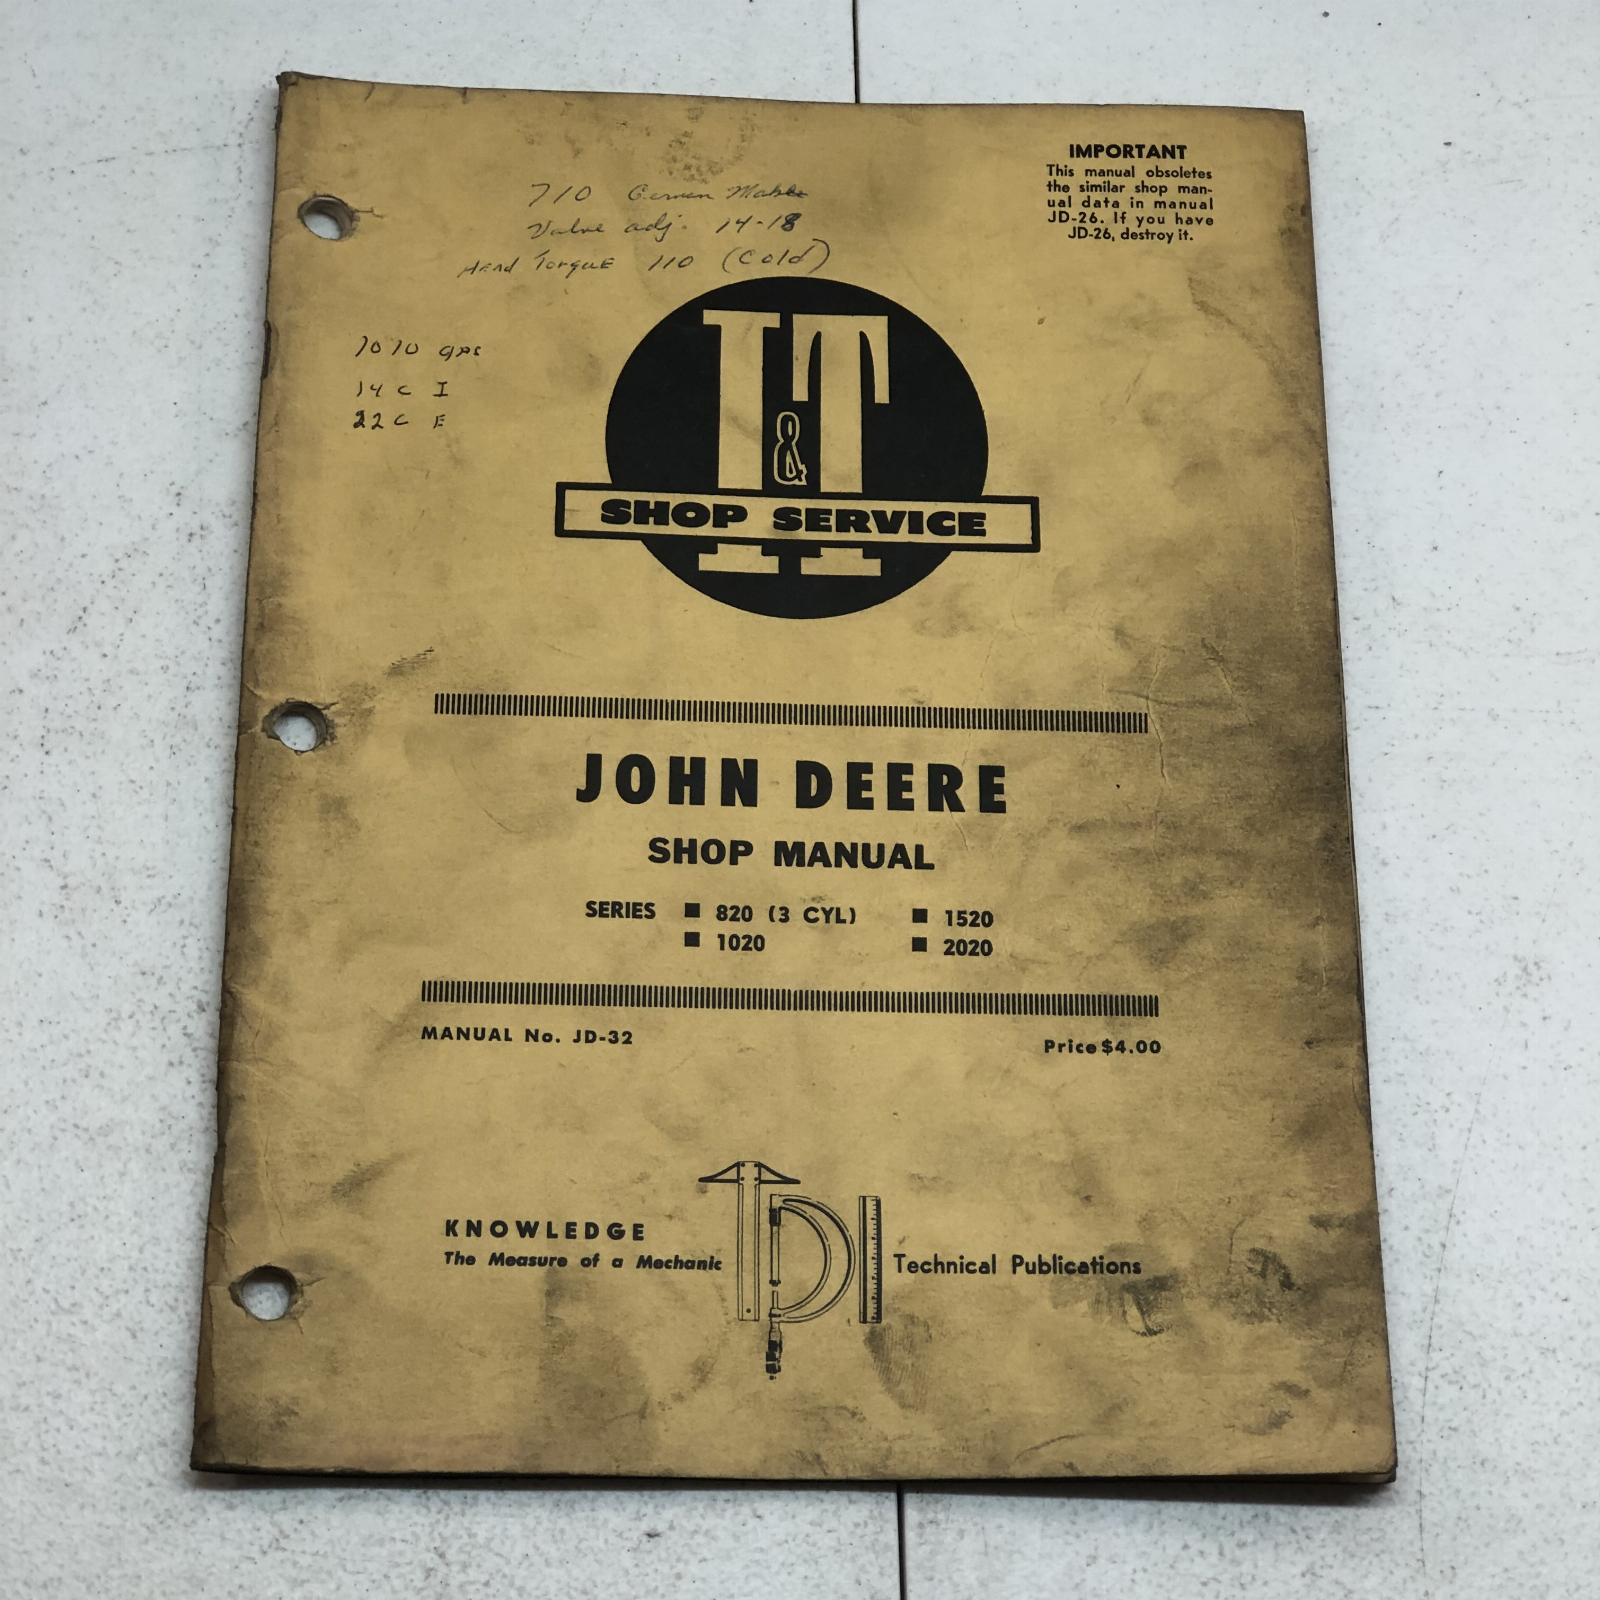 IMPORTANT
This manual obsoletes
the similar shop man-
ual data in manual
JD-26. If you have
JD-26, destroy it.
710 German
Valve adj. 14-18
Head Torque 110 (Cold)
1010 gas
14 C I
22 C E
I&T
SHOP SERVICE
JOHN DEERE
SHOP MANUAL
SERIES ■ 820 (3 CYL) ■ 1520
■ 1020 ■ 2020
MANUAL No. JD-32 Price $4.00
KNOWLEDGE
The Measure of a Mechanic TDI Technical Publications